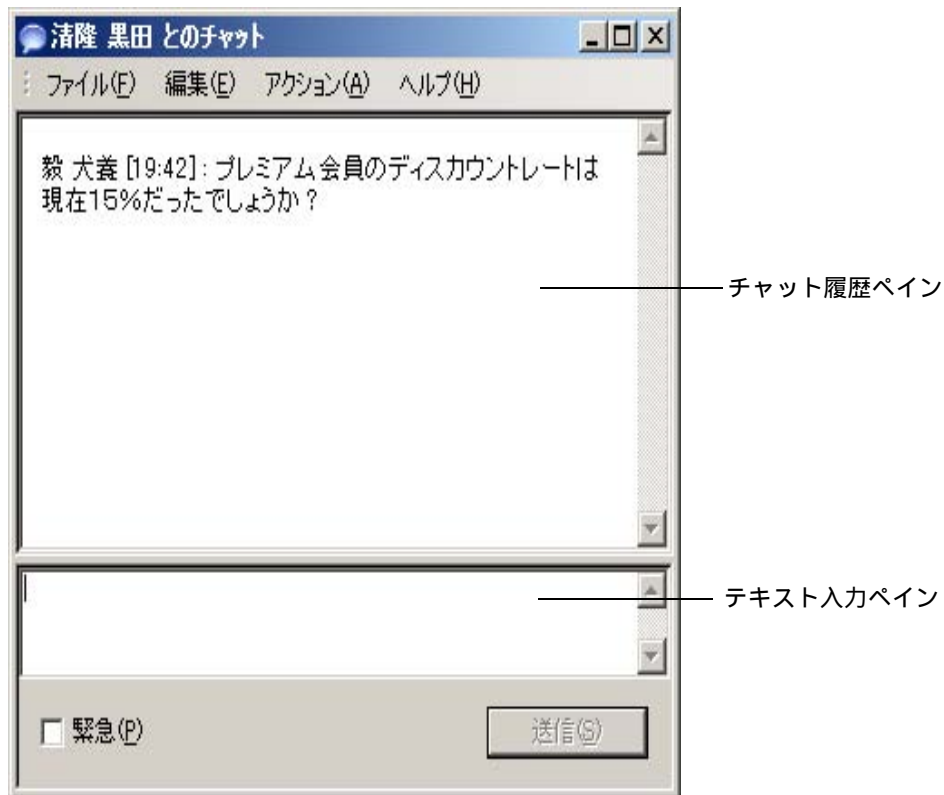 清隆 黒田 とのチャット
ファイル(F) 編集(E) アクション(A) ヘルプ(H)
毅 犬養 [19:42] : プレミアム会員のディスカウントレートは
現在15%だったでしょうか？
チャット履歴ペイン
テキスト入力ペイン
緊急(P)
送信(S)